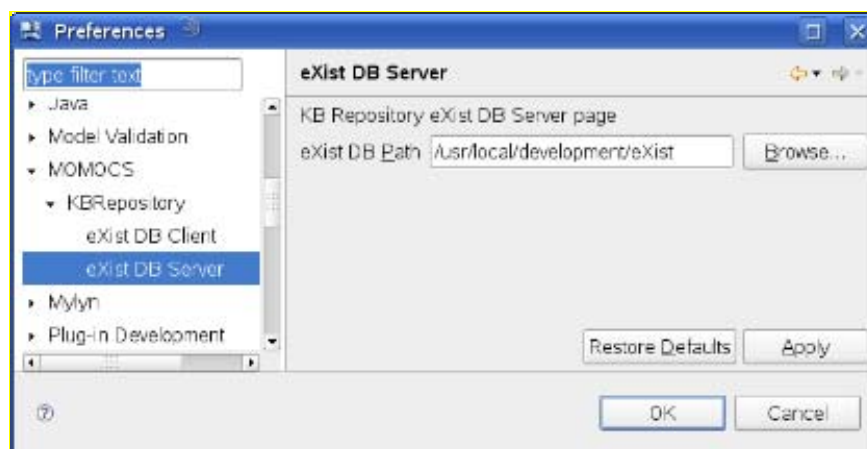 Preferences
type filter text
Java
Model Validation
MOMOCS
KBRepository
eXist DB Client
eXist DB Server
Mylyn
Plug-in Development
eXist DB Server
KB Repository eXist DB Server page
eXist DB Path /usr/local/development/eXist Browse...
Restore Defaults Apply
OK Cancel